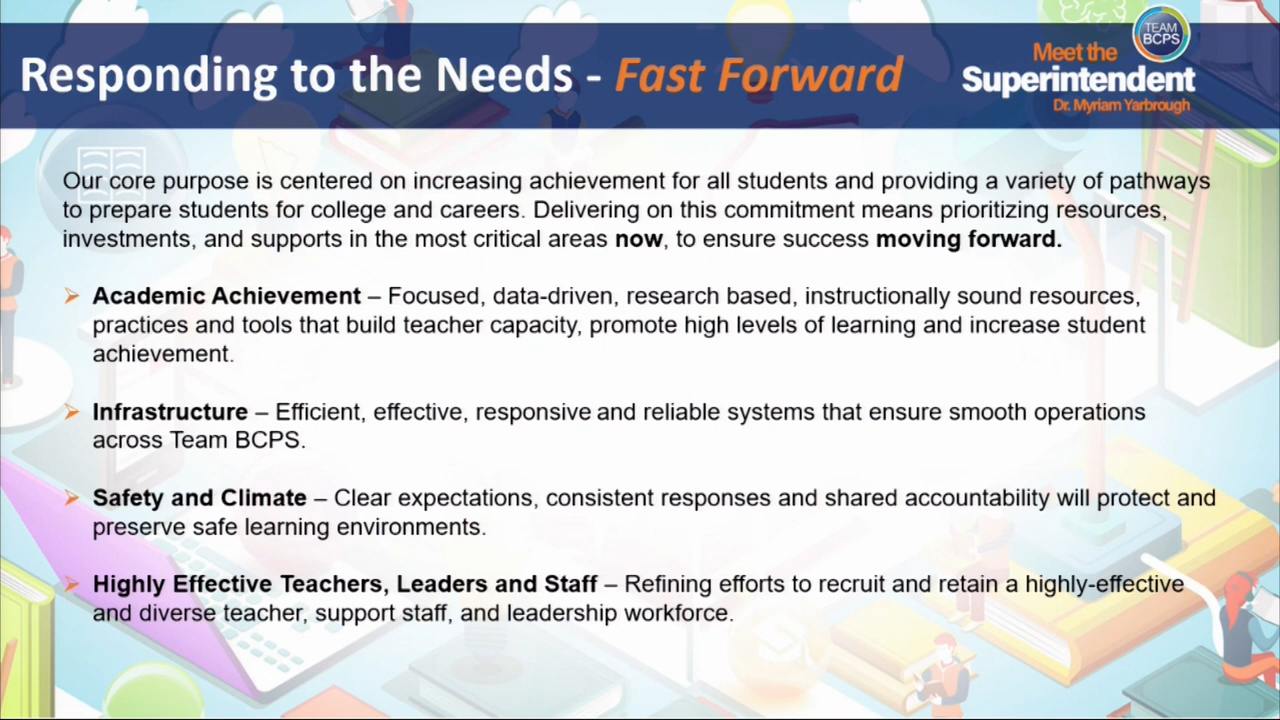 Responding to the Needs - Fast Forward
TEAM
BCPS
Meet the
Superintendent
Dr. Myriam Yarbrough
Our core purpose is centered on increasing achievement for all students and providing a variety of pathways
to prepare students for college and careers. Delivering on this commitment means prioritizing resources,
investments, and supports in the most critical areas now, to ensure success moving forward.
➢ Academic Achievement – Focused, data-driven, research based, instructionally sound resources,
practices and tools that build teacher capacity, promote high levels of learning and increase student
achievement.
➢ Infrastructure – Efficient, effective, responsive and reliable systems that ensure smooth operations
across Team BCPS.
➢ Safety and Climate – Clear expectations, consistent responses and shared accountability will protect and
preserve safe learning environments.
➢ Highly Effective Teachers, Leaders and Staff – Refining efforts to recruit and retain a highly-effective
and diverse teacher, support staff, and leadership workforce.